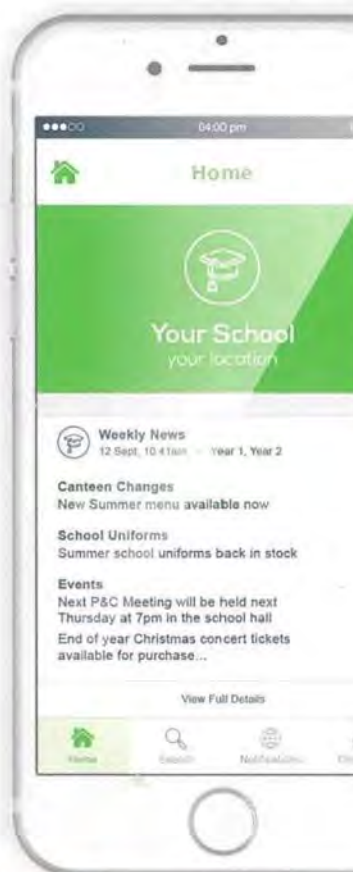 04:00 pm
Home
Your School
your location
Weekly News
12 Sept, 10:41am Year 1, Year 2
Canteen Changes
New Summer menu available now
School Uniforms
Summer school uniforms back in stock
Events
Next P&C Meeting will be held next
Thursday at 7pm in the school hall
End of year Christmas concert tickets
available for purchase...
View Full Details
Home Search Notifications